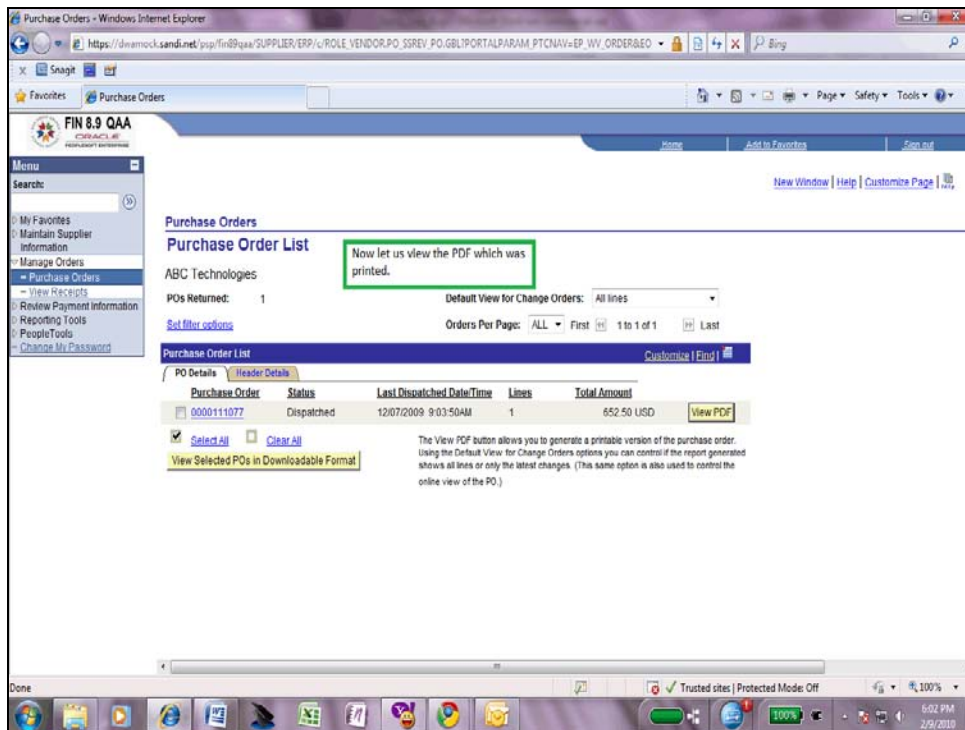 Purchase Orders - Windows Internet Explorer
https://dwamock.sandi.net/psp/fin89qaa/SUPPLIER/ERP/c/ROLE_VENDOR.PO_SSREV_PO.GBL?PORTALPARAM_PTCNAV=EP_WV_ORDER&EO
Bing
x Snagit
Favorites Purchase Orders
Page Safety Tools
FIN 8.9 QAA
ORACLE
PEOPLESOFT ENTERPRISE
Home Add to Favorites Sign out
Menu
Search:
My Favorites
Maintain Supplier
Information
Manage Orders
- Purchase Orders
- View Receipts
Review Payment Information
Reporting Tools
PeopleTools
- Change My Password
New Window | Help | Customize Page |
Purchase Orders
Purchase Order List
Now let us view the PDF which was
printed.
ABC Technologies
POs Returned: 1 Default View for Change Orders: All lines
Set filter options Orders Per Page: ALL First 1 to 1 of 1 Last
Purchase Order List Customize | Find |
PO Details Header Details
Purchase Order Status Last Dispatched Date/Time Lines Total Amount
0000111077 Dispatched 12/07/2009 9:03:50AM 1 652.50 USD View PDF
Select All Clear All
View Selected POs in Downloadable Format
The View PDF button allows you to generate a printable version of the purchase order.
Using the Default View for Change Orders options you can control if the report generated
shows all lines or only the latest changes. (This same option is also used to control the
online view of the PO.)
Done Trusted sites | Protected Mode: Off 100%
100%
6:02 PM
2/9/2010